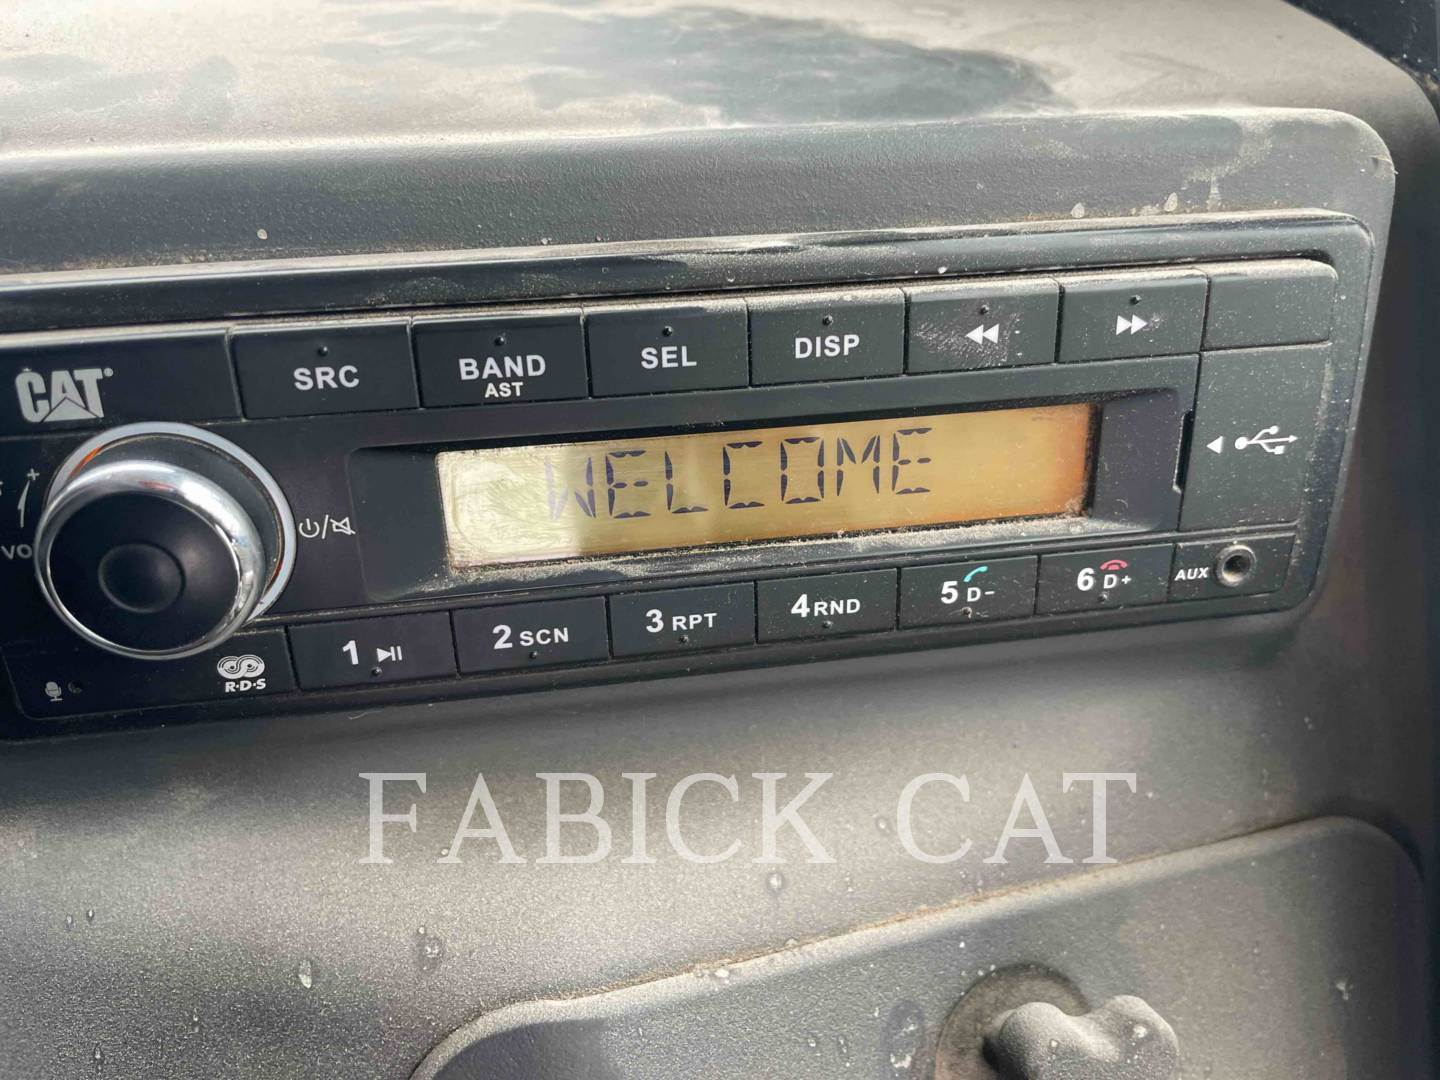 CAT
SRC
BAND
AST
SEL
DISP
WELCOME
VO
R·D·S
1
2 SCN
3 RPT
4 RND
5 D-
6 D+
AUX
FABICK CAT